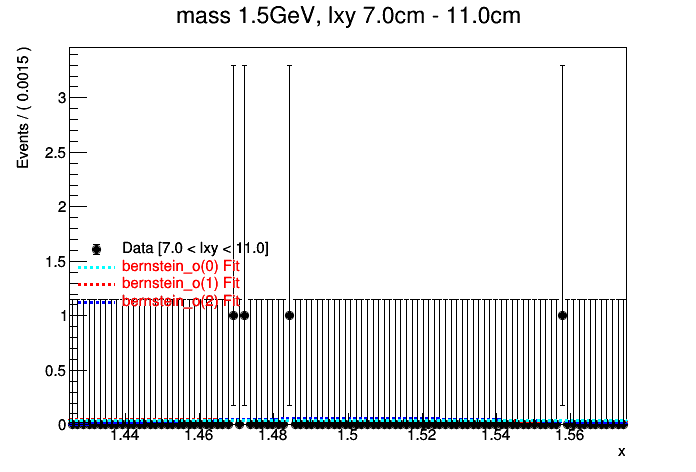 mass 1.5GeV, lxy 7.0cm - 11.0cm
Events / ( 0.0015 )
3
2.5
2
1.5
1
0.5
0
Data [7.0 < lxy < 11.0]
bernstein_o(0) Fit
bernstein_o(1) Fit
bernstein_o(2) Fit
1.44 1.46 1.48 1.5 1.52 1.54 1.56
x